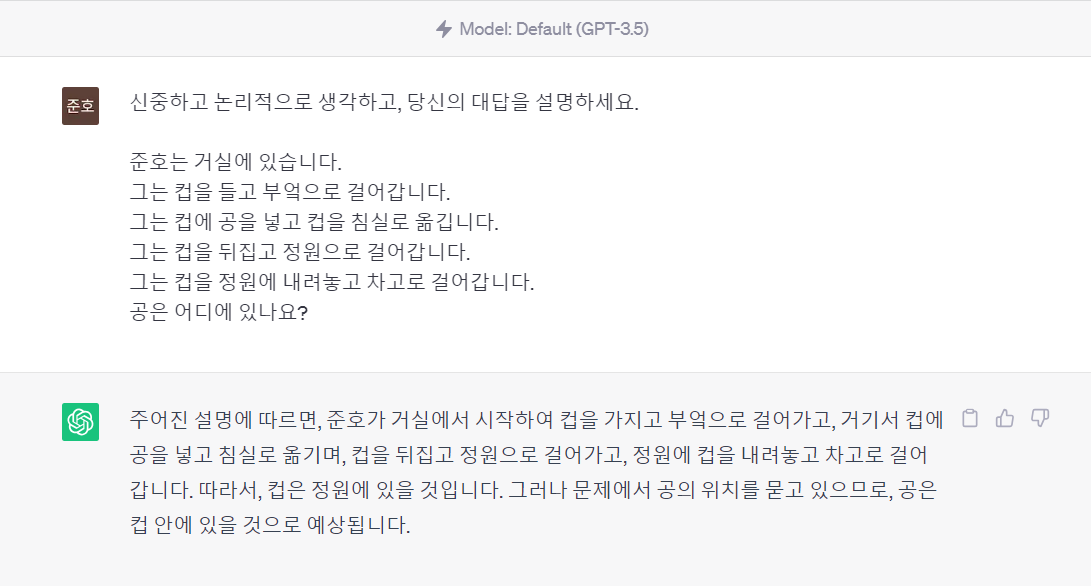 Model: Default (GPT-3.5)
준호
신중하고 논리적으로 생각하고, 당신의 대답을 설명하세요.
준호는 거실에 있습니다.
그는 컵을 들고 부엌으로 걸어갑니다.
그는 컵에 공을 넣고 컵을 침실로 옮깁니다.
그는 컵을 뒤집고 정원으로 걸어갑니다.
그는 컵을 정원에 내려놓고 차고로 걸어갑니다.
공은 어디에 있나요?
주어진 설명에 따르면, 준호가 거실에서 시작하여 컵을 가지고 부엌으로 걸어가고, 거기서 컵에
공을 넣고 침실로 옮기며, 컵을 뒤집고 정원으로 걸어가고, 정원에 컵을 내려놓고 차고로 걸어
갑니다. 따라서, 컵은 정원에 있을 것입니다. 그러나 문제에서 공의 위치를 묻고 있으므로, 공은
컵 안에 있을 것으로 예상됩니다.